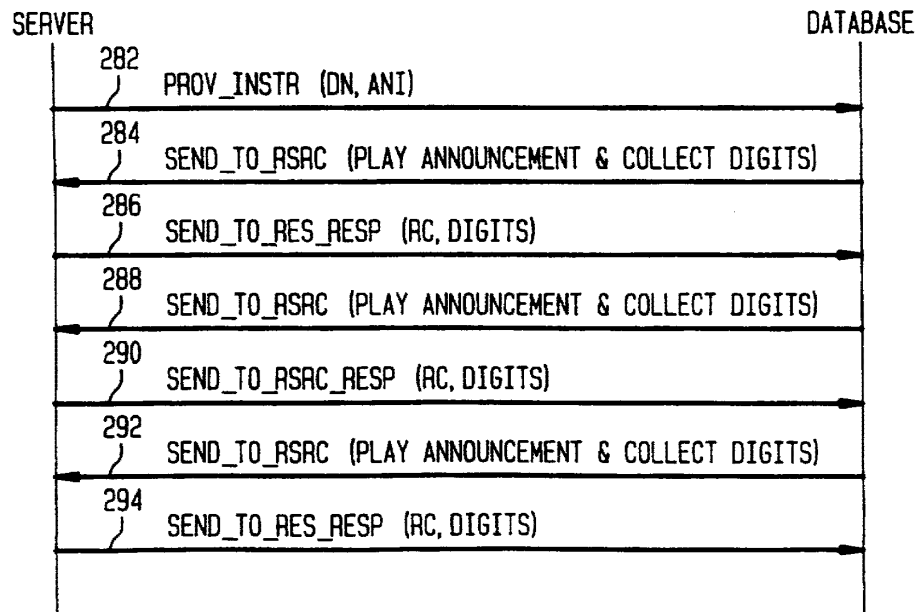 SERVER DATABASE
282
PROV_INSTR (DN, ANI)
284
SEND_TO_RSRC (PLAY ANNOUNCEMENT & COLLECT DIGITS)
286
SEND_TO_RES_RESP (RC, DIGITS)
288
SEND_TO_RSRC (PLAY ANNOUNCEMENT & COLLECT DIGITS)
290
SEND_TO_RSRC_RESP (RC, DIGITS)
292
SEND_TO_RSRC (PLAY ANNOUNCEMENT & COLLECT DIGITS)
294
SEND_TO_RES_RESP (RC, DIGITS)